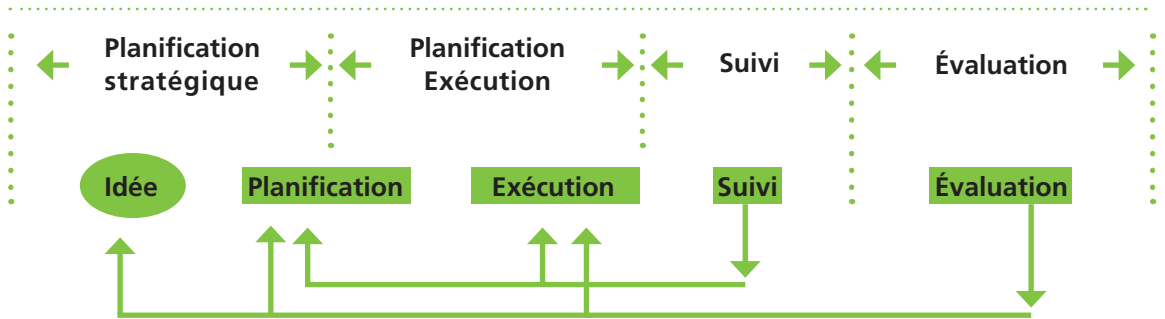 Planification
stratégique
Planification
Exécution
Suivi
Évaluation
Idée
Planification
Exécution
Suivi
Évaluation